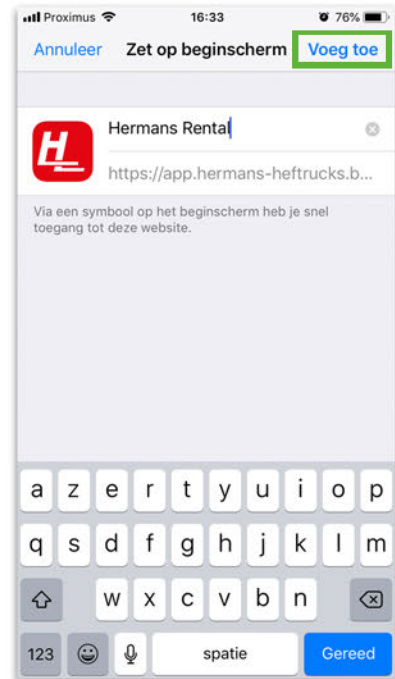 Proximus 16:33 76%
Annuleer Zet op beginscherm Voeg toe
HL
Hermans Rental
https://app.hermans-heftrucks.b...
Via een symbool op het beginscherm heb je snel
toegang tot deze website.
a z e r t y u i o p
q s d f g h j k l m
w x c v b n
123 spatie Gereed